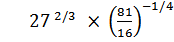 27 ^{2/3} × (81/16)^{-1/4}